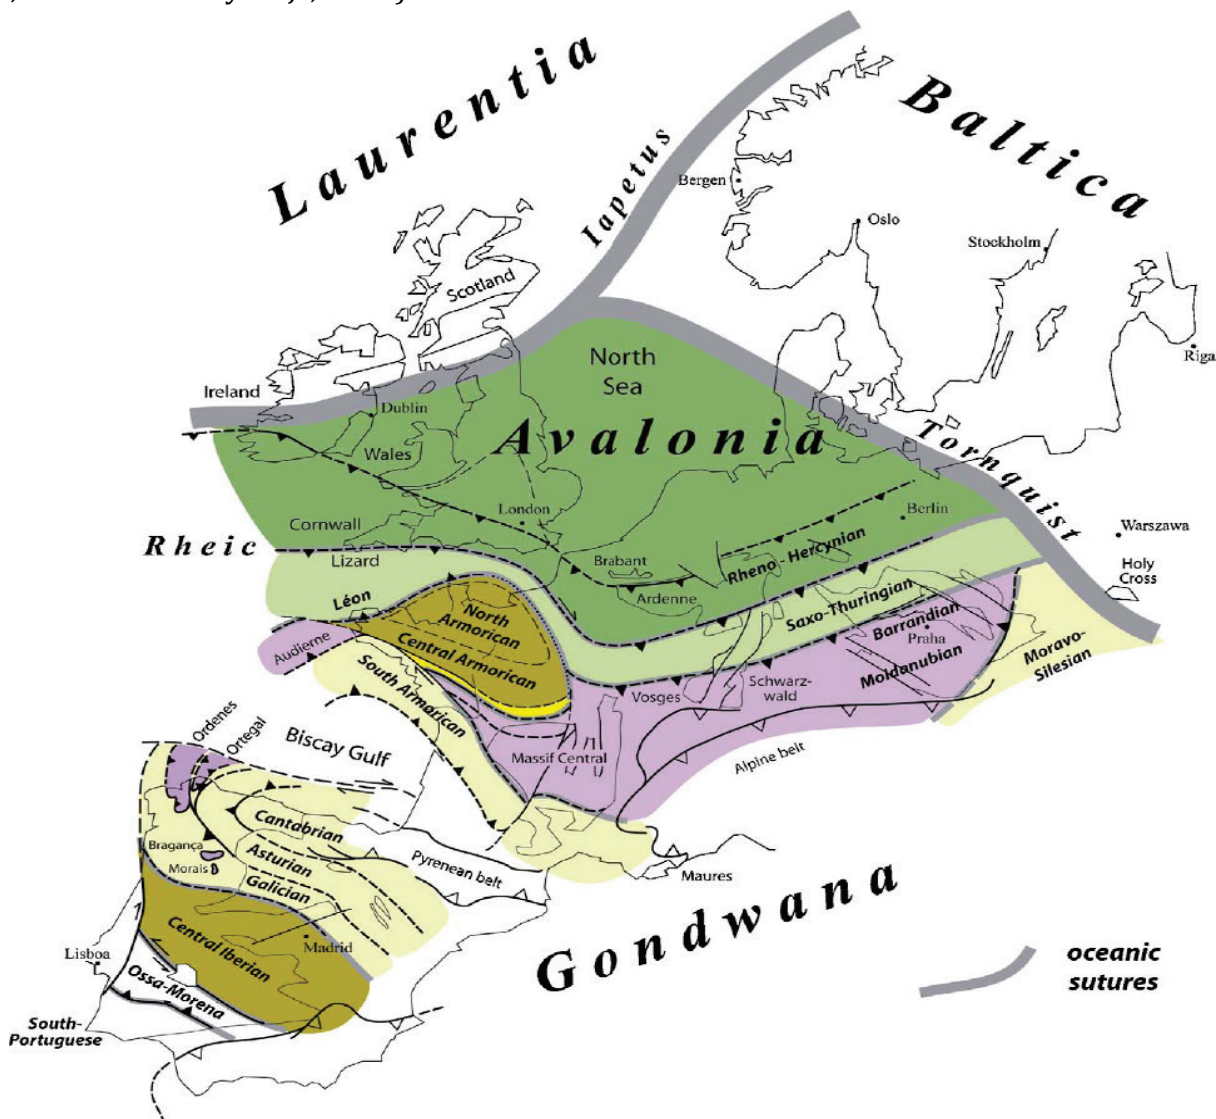 Laurentia
Baltica
Iapetus
Bergen
Oslo
Stockholm
Scotland
North
Sea
Riga
Ireland
Dublin
Avalonia
Tornquist
Wales
London
Berlin
Cornwall
Warszawa
Rheic
Lizard
Brabant
Rheno - Hercynian
Holy
Cross
Ardenne
Léon
North
Armorican
Saxo-Thuringian
Barrandian
Praha
Audierne
Central Armorican
Moldanubian
Moravo-
Silesian
South Armorican
Vosges
Schwarz-
wald
Ordenes
Ortegal
Biscay Gulf
Massif Central
Alpine belt
Cantabrian
Bragança
Asturian
Morais
Pyrenean belt
Maures
Galician
Gondwana
Central Iberian
Madrid
Lisboa
Ossa-Morena
oceanic
sutures
South-
Portuguese